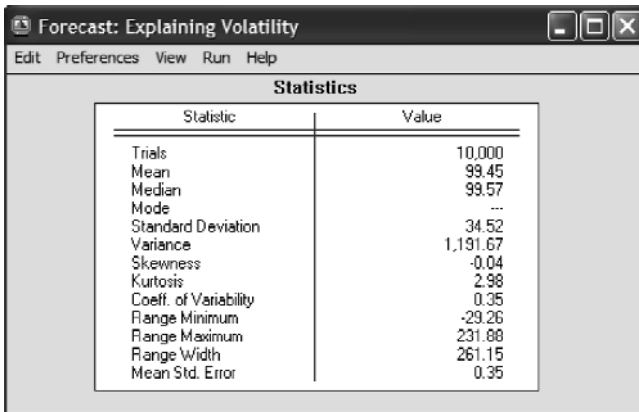 Forecast: Explaining Volatility
Edit Preferences View Run Help
Statistics
Statistic Value
Trials 10,000
Mean 99.45
Median 99.57
Mode ---
Standard Deviation 34.52
Variance 1,191.67
Skewness -0.04
Kurtosis 2.98
Coeff. of Variability 0.35
Range Minimum -29.26
Range Maximum 231.88
Range Width 261.15
Mean Std. Error 0.35